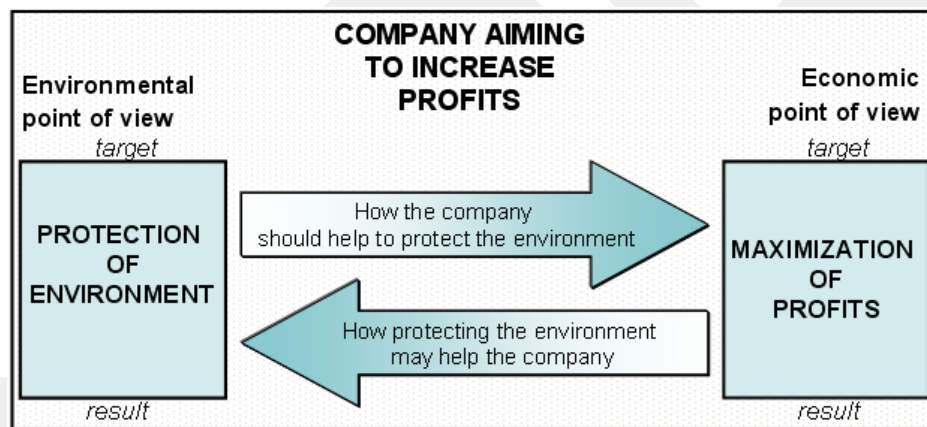 COMPANY AIMING
TO INCREASE
PROFITS
Environmental
point of view
target
PROTECTION
OF
ENVIRONMENT
result
How the company
should help to protect the environment
How protecting the environment
may help the company
Economic
point of view
target
MAXIMIZATION
OF
PROFITS
result